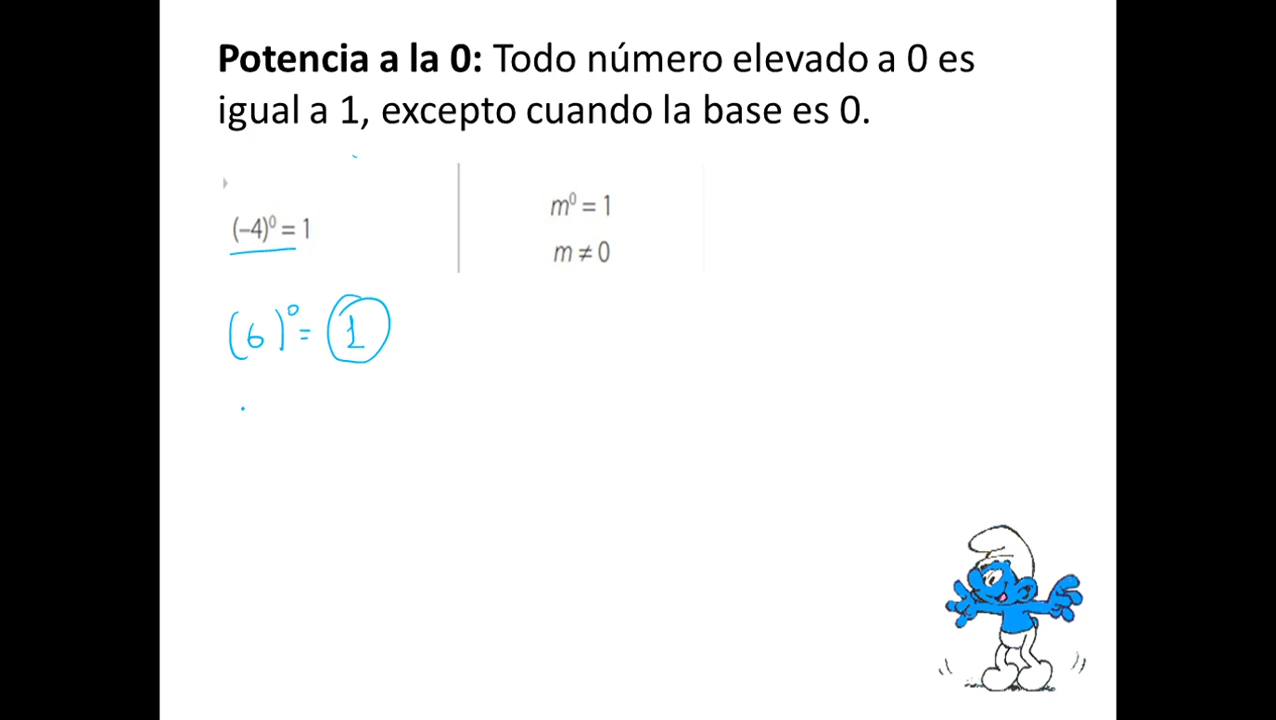 Potencia a la 0: Todo número elevado a 0 es
igual a 1, excepto cuando la base es 0.
(–4)⁰ = 1
m⁰ = 1
m ≠ 0
(6)⁰ = 1